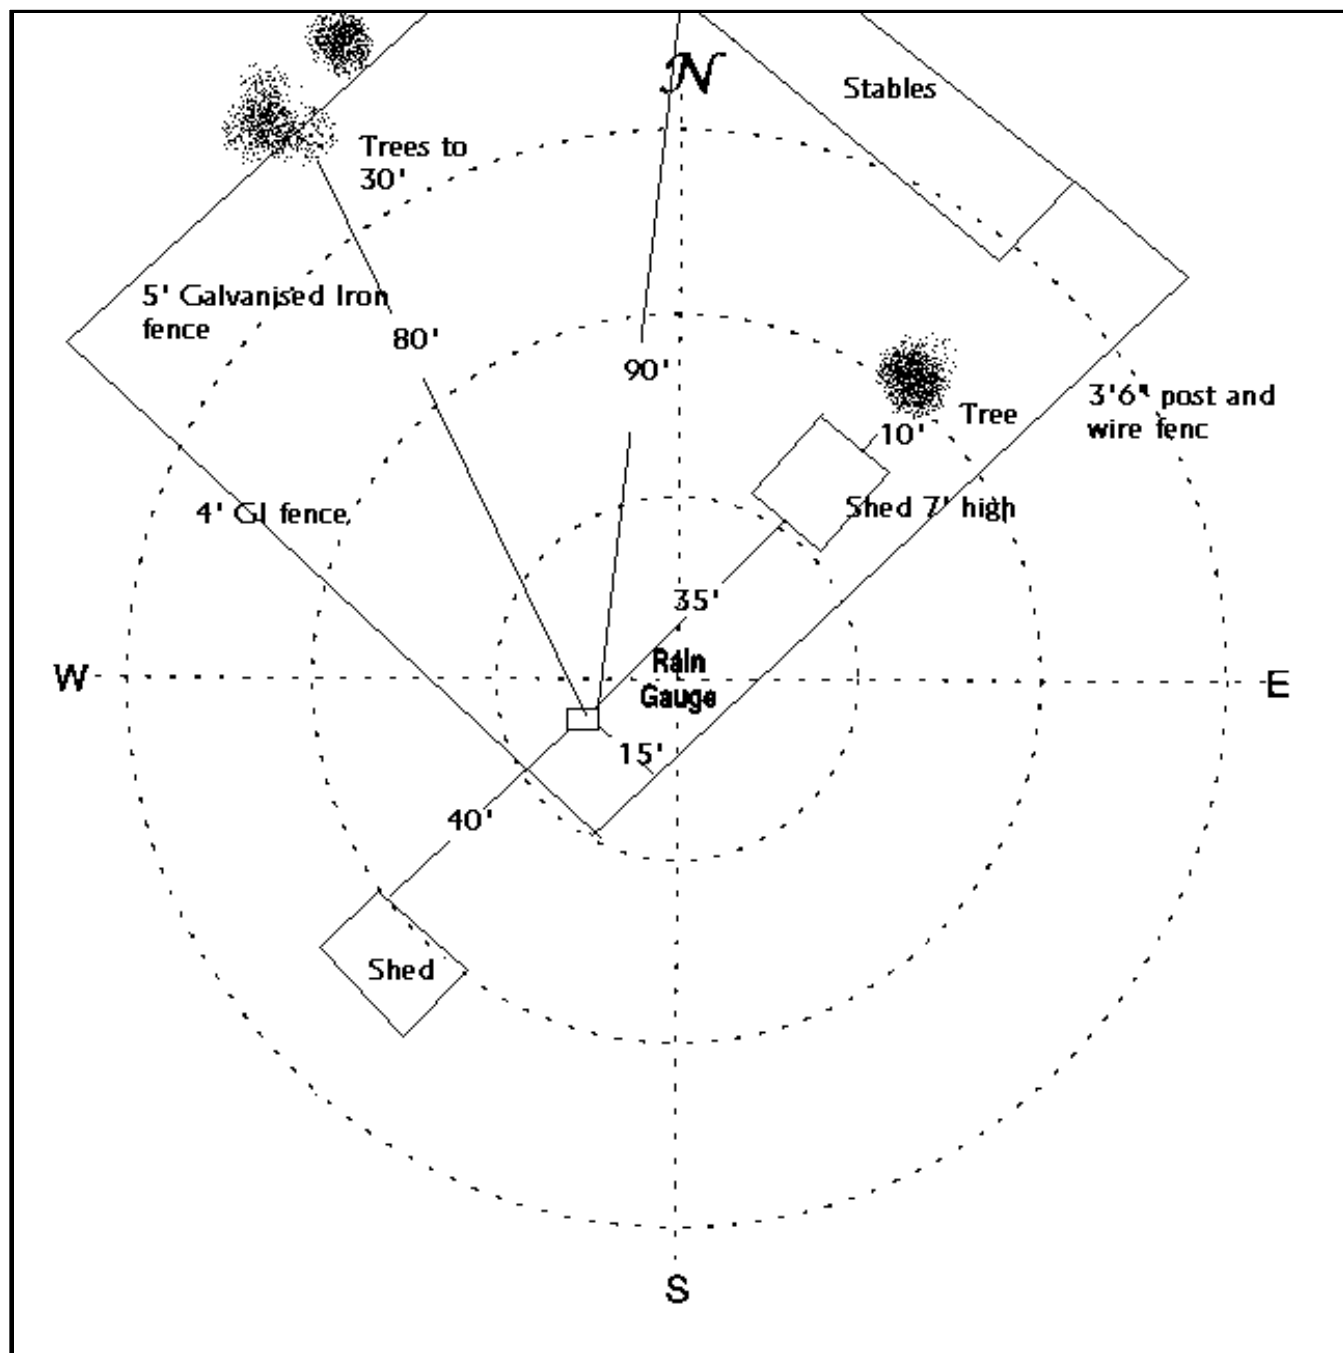 N
Stables
Trees to
30'
5' Galvanised Iron
fence
80'
90'
3'6" post and
wire fenc
Tree
10'
4' GI fence,
Shed 7' high
35'
Rain
Gauge
W
E
15'
40'
Shed
S